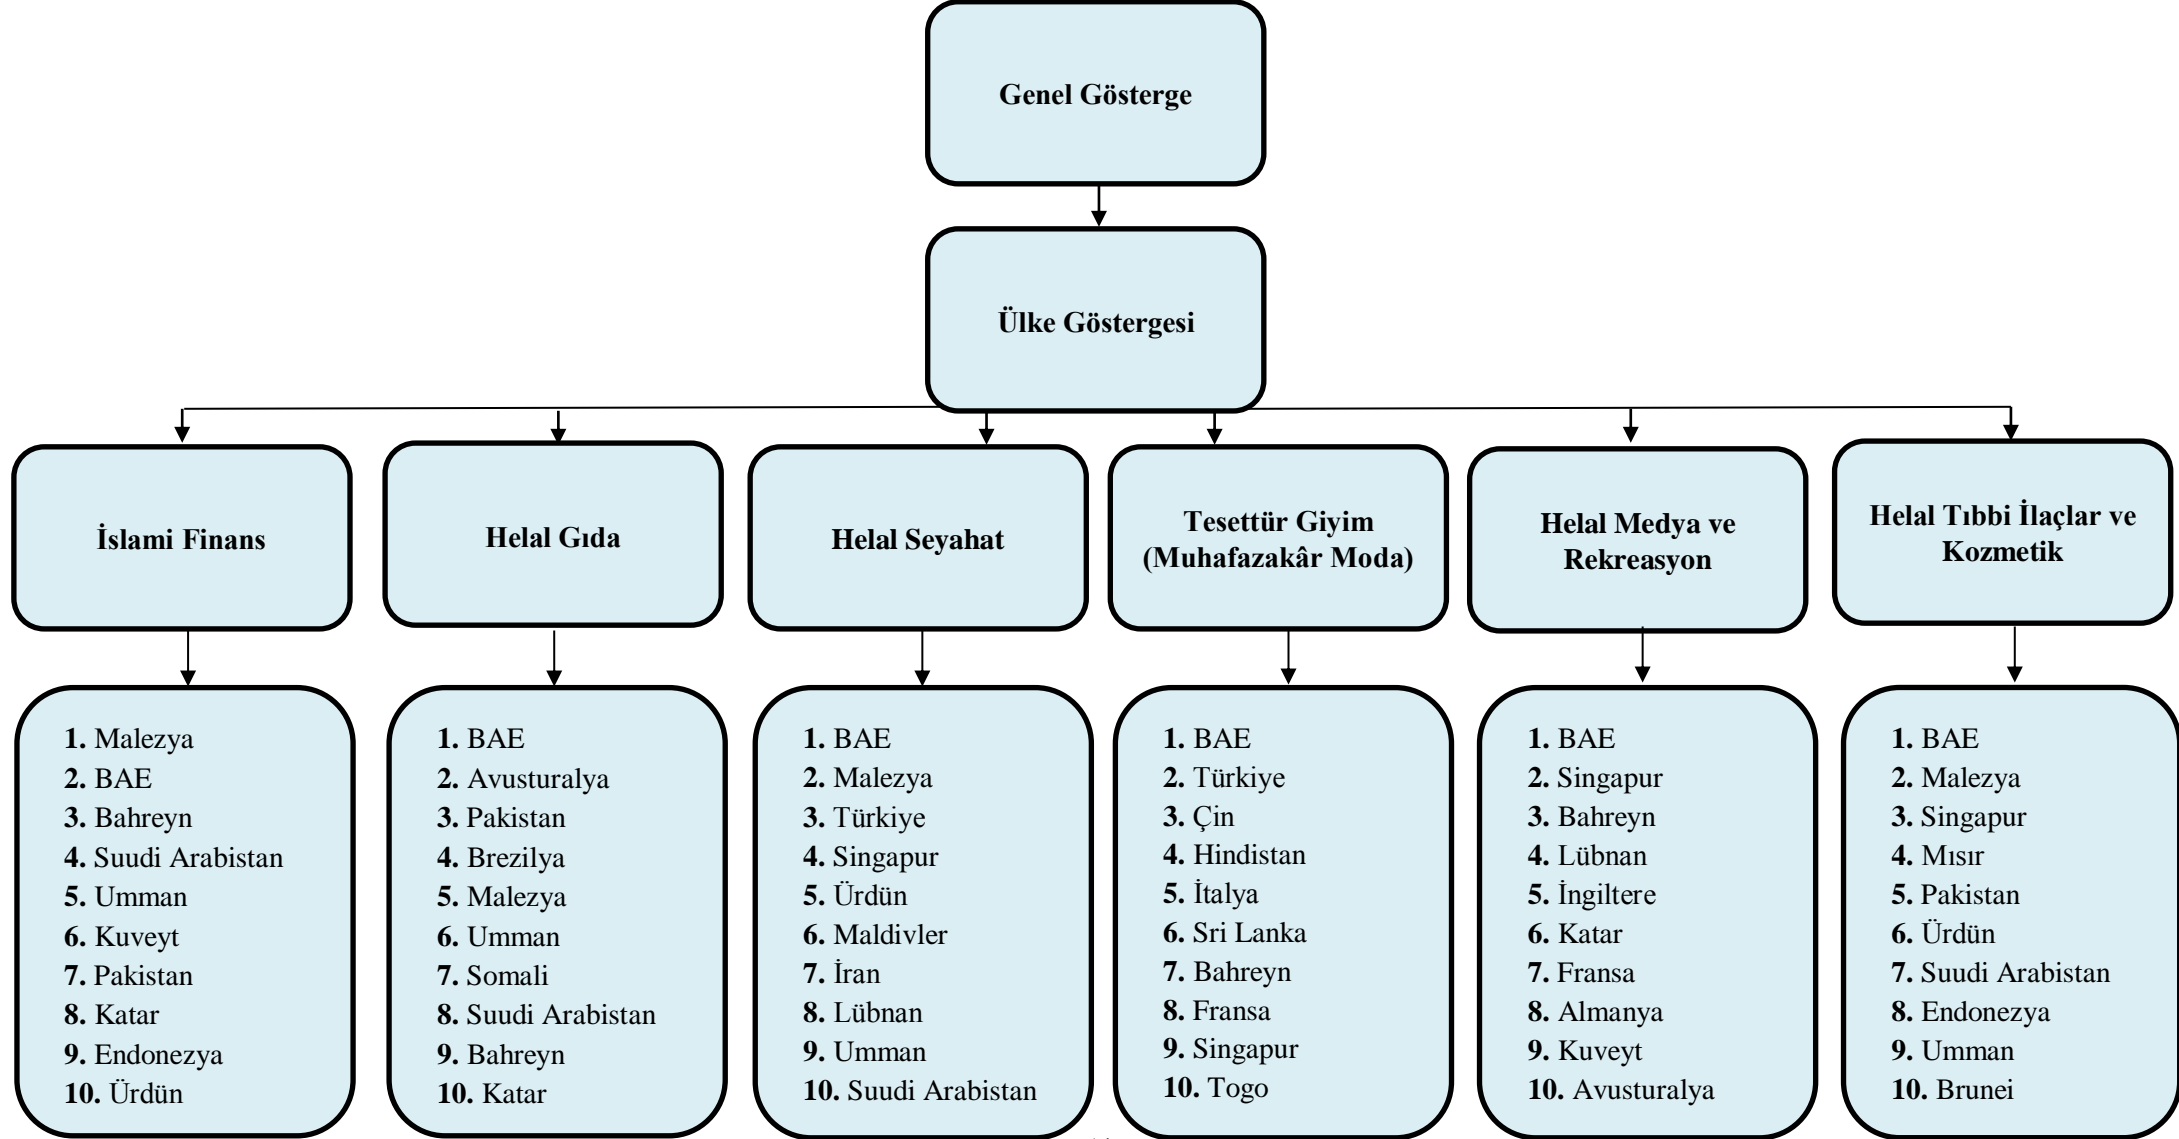 Genel Gösterge
Ülke Göstergesi
İslami Finans
Helal Gıda
Helal Seyahat
Tesettür Giyim
(Muhafazakâr Moda)
Helal Medya ve
Rekreasyon
Helal Tıbbi İlaçlar ve
Kozmetik
1. Malezya
2. BAE
3. Bahreyn
4. Suudi Arabistan
5. Umman
6. Kuveyt
7. Pakistan
8. Katar
9. Endonezya
10. Ürdün
1. BAE
2. Avusturalya
3. Pakistan
4. Brezilya
5. Malezya
6. Umman
7. Somali
8. Suudi Arabistan
9. Bahreyn
10. Katar
1. BAE
2. Malezya
3. Türkiye
4. Singapur
5. Ürdün
6. Maldivler
7. İran
8. Lübnan
9. Umman
10. Suudi Arabistan
1. BAE
2. Türkiye
3. Çin
4. Hindistan
5. İtalya
6. Sri Lanka
7. Bahreyn
8. Fransa
9. Singapur
10. Togo
1. BAE
2. Singapur
3. Bahreyn
4. Lübnan
5. İngiltere
6. Katar
7. Fransa
8. Almanya
9. Kuveyt
10. Avusturalya
1. BAE
2. Malezya
3. Singapur
4. Mısır
5. Pakistan
6. Ürdün
7. Suudi Arabistan
8. Endonezya
9. Umman
10. Brunei